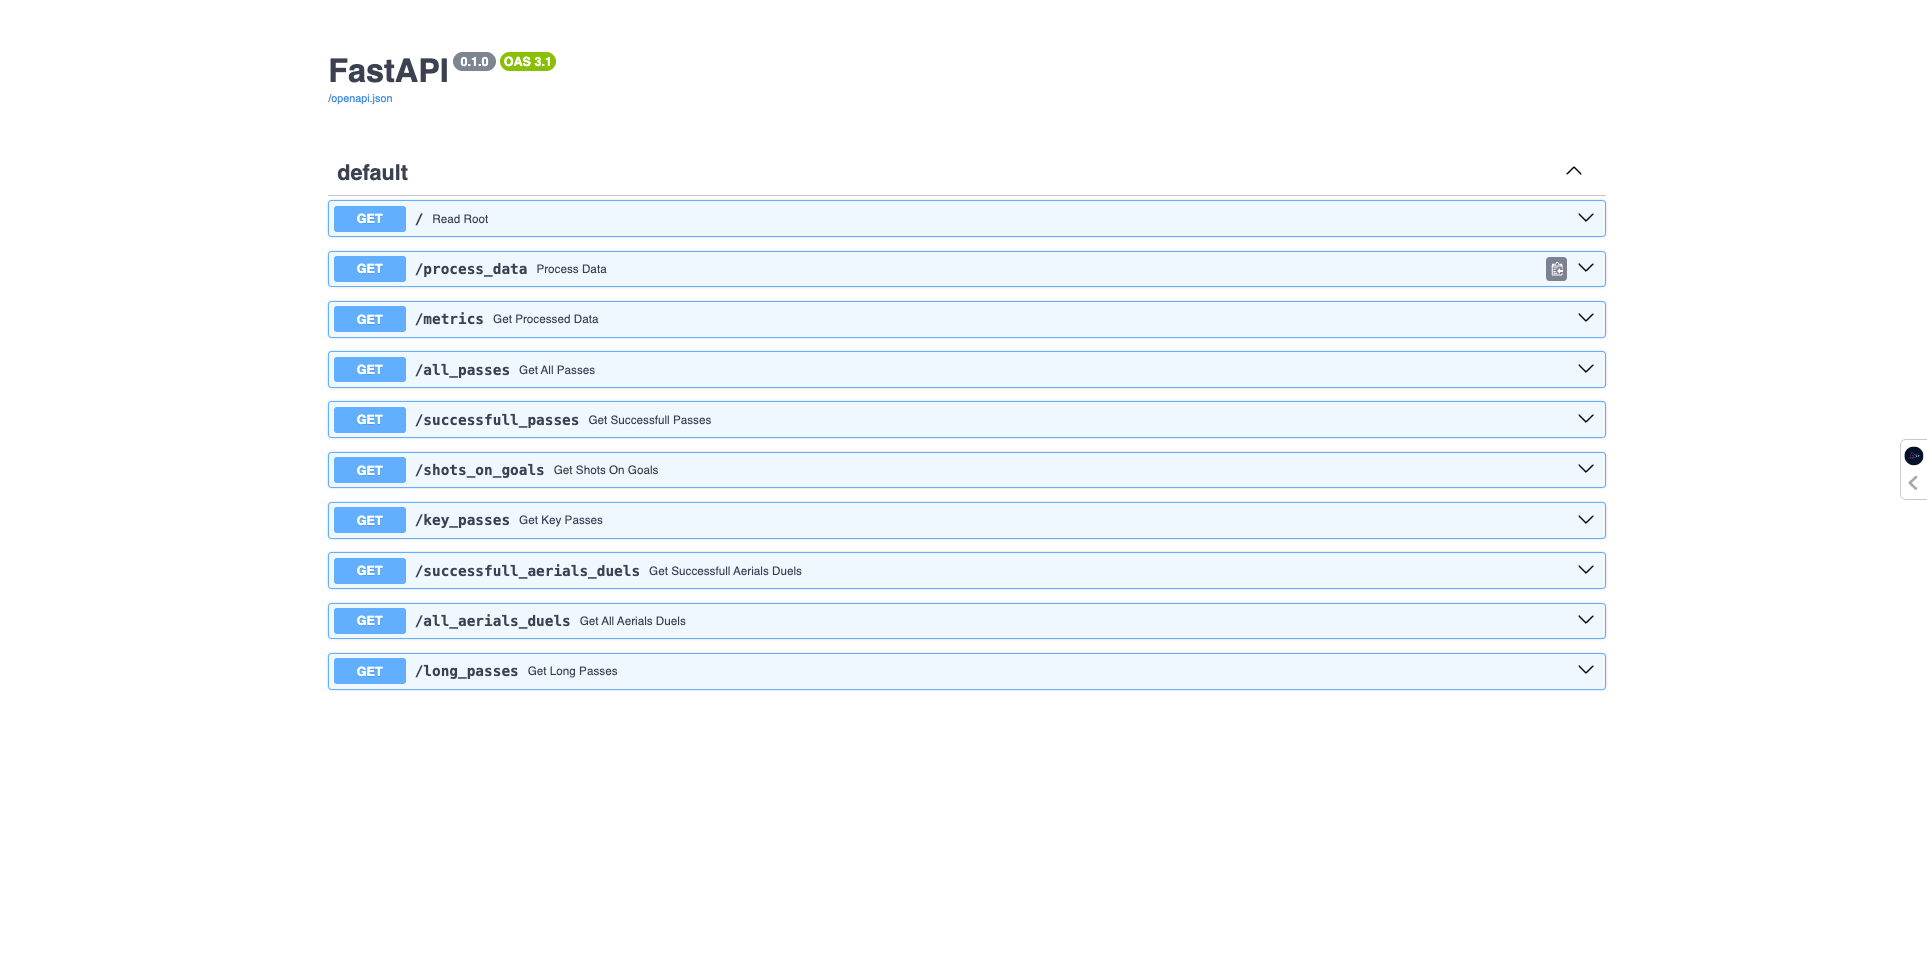 FastAPI 0.1.0 OAS 3.1
/openapi.json
default
GET / Read Root
GET /process_data Process Data
GET /metrics Get Processed Data
GET /all_passes Get All Passes
GET /successfull_passes Get Successfull Passes
GET /shots_on_goals Get Shots On Goals
GET /key_passes Get Key Passes
GET /successfull_aerials_duels Get Successfull Aerials Duels
GET /all_aerials_duels Get All Aerials Duels
GET /long_passes Get Long Passes